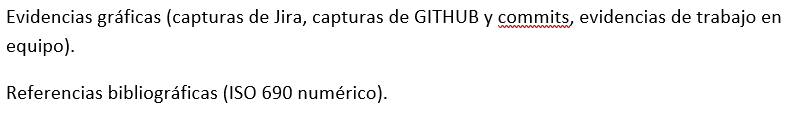 Evidencias gráficas (capturas de Jira, capturas de GITHUB y commits, evidencias de trabajo en
equipo).
Referencias bibliográficas (ISO 690 numérico).